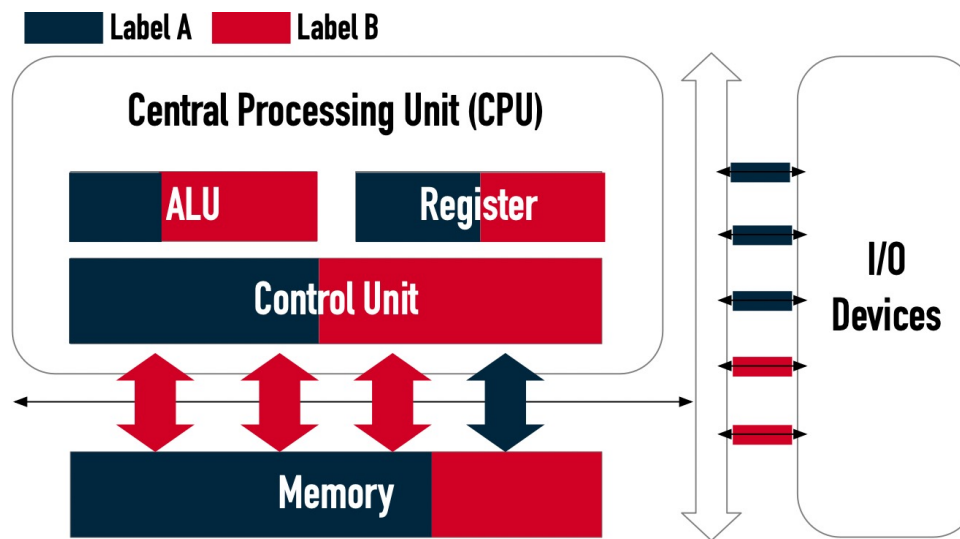 Label A
Label B
Central Processing Unit (CPU)
ALU
Register
Control Unit
Memory
I/O
Devices